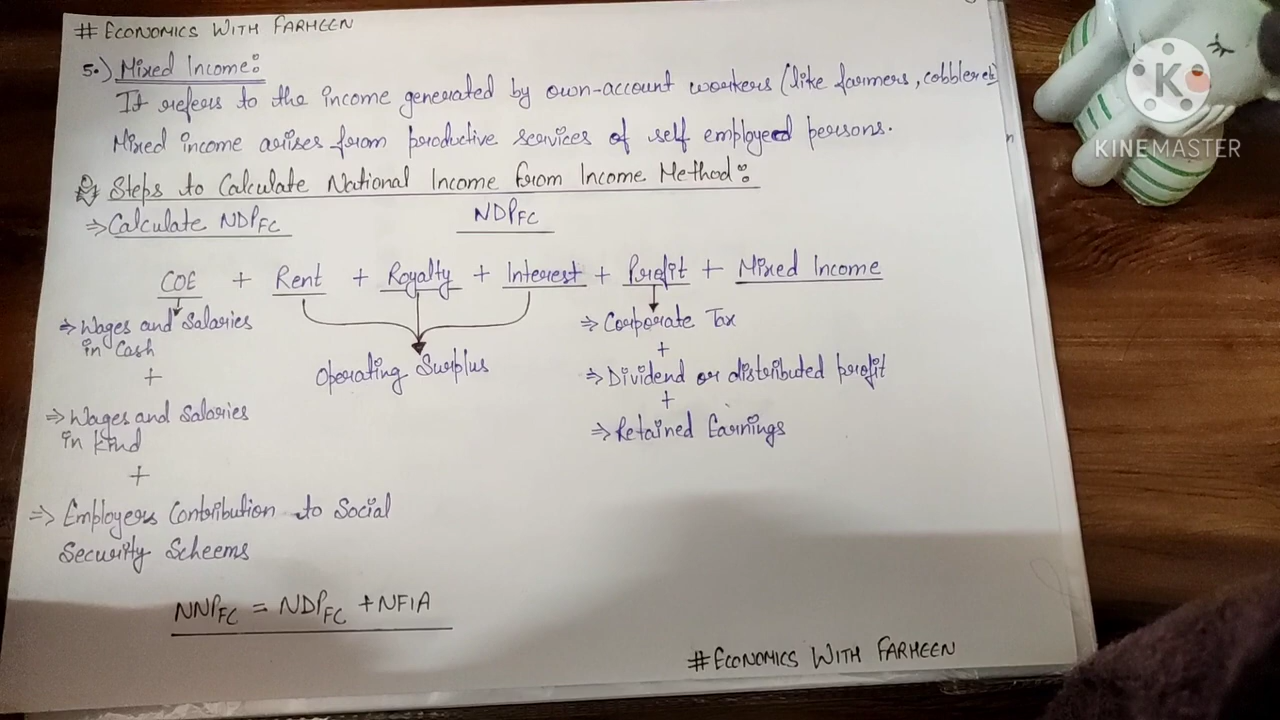 # ECONOMICS WITH FARHEEN
5.) Mixed Income:
It refers to the income generated by own-account workers (like farmers, cobbler etc)
Mixed income arises from productive services of self employeed persons.
Steps to Calculate National Income from Income Method:
⇒ Calculate NDPFC
NDPFC
COE + Rent + Royalty + Interest + Profit + Mixed Income
⇒ Wages and Salaries
in Cash
+
⇒ Wages and Salaries
in kind
+
⇒ Employers Contribution to Social
Security Scheems
Operating Surplus
⇒ Corporate Tax
+
⇒ Dividend or distributed profit
+
⇒ Retained Earnings
NNPFC = NDPFC + NFIA
# ECONOMICS WITH FARHEEN
K
KINEMASTER